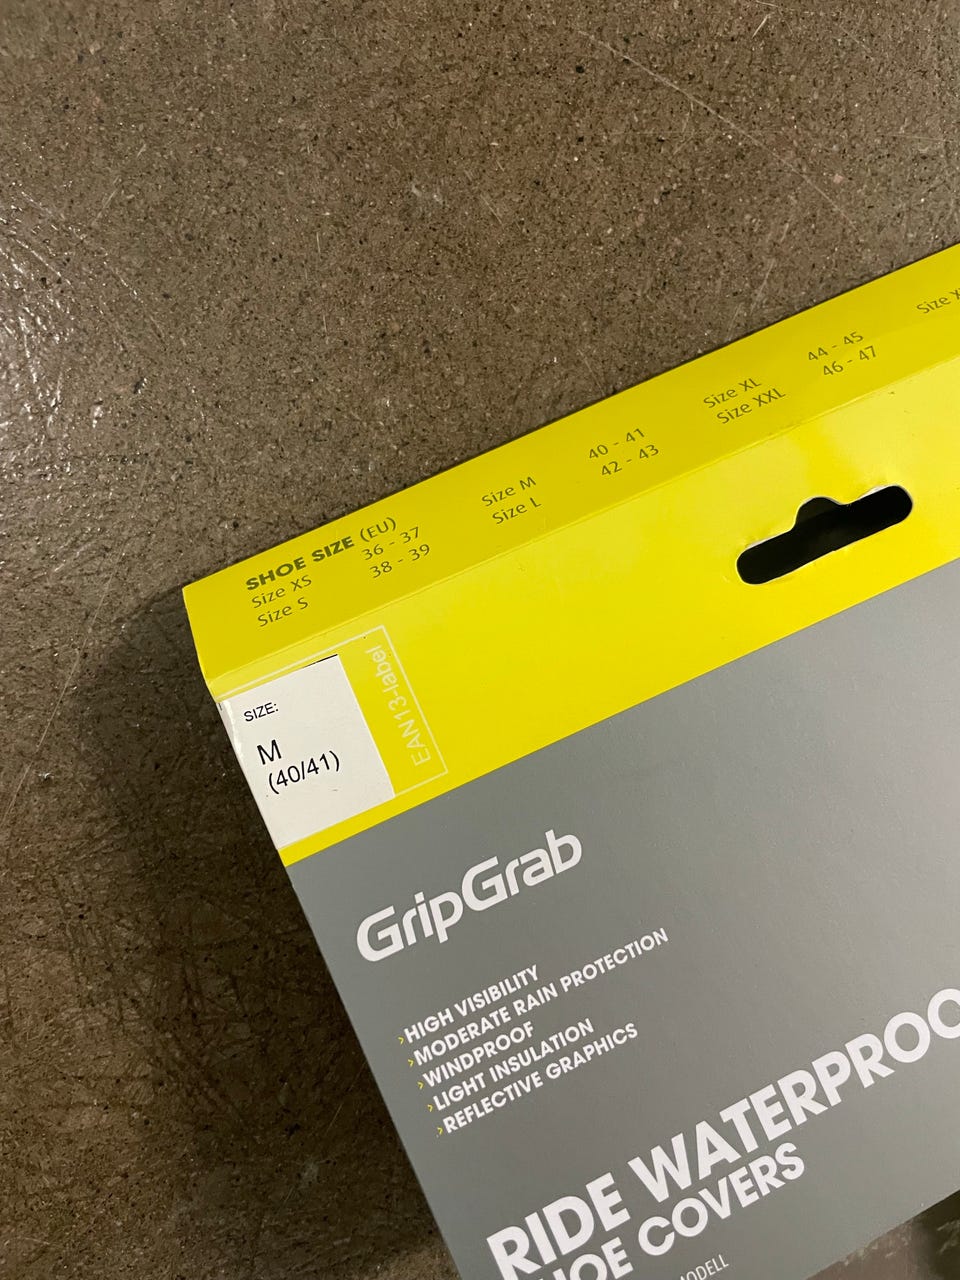 SHOE SIZE (EU)
Size XS 36 - 37
Size S 38 - 39
Size M 40 - 41
Size L 42 - 43
Size XL 44 - 45
Size XXL 46 - 47
Size
EAN13-label
SIZE:
M
(40/41)
GripGrab
›HIGH VISIBILITY
›MODERATE RAIN PROTECTION
›WINDPROOF
›LIGHT INSULATION
›REFLECTIVE GRAPHICS
RIDE WATERPROO
HOE COVERS
MODELL